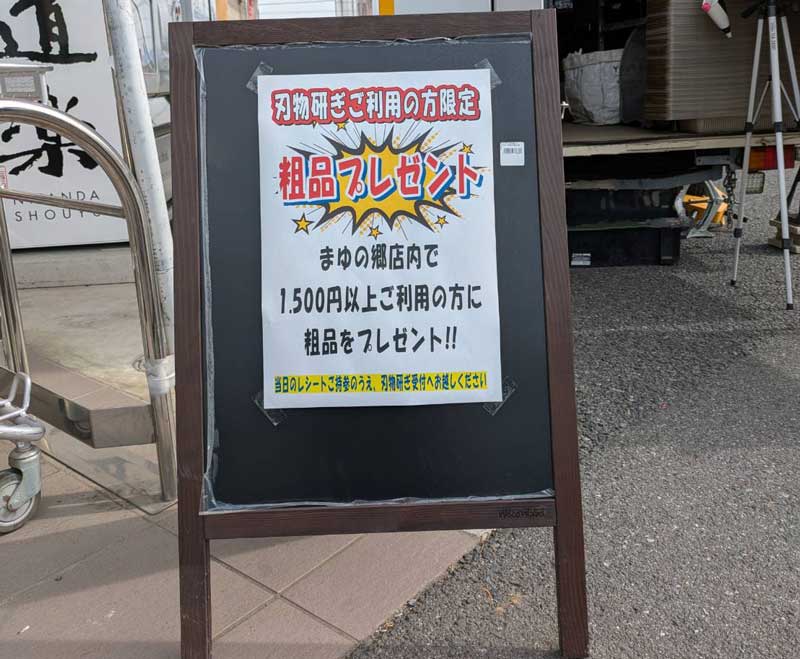 刃物研ぎご利用の方限定
粗品プレゼント
まゆの郷店内で
1,500円以上ご利用の方に
粗品をプレゼント!!
当日のレシートご持参のうえ、刃物研ぎ受付へお越しください
道
楽
SHOUYU